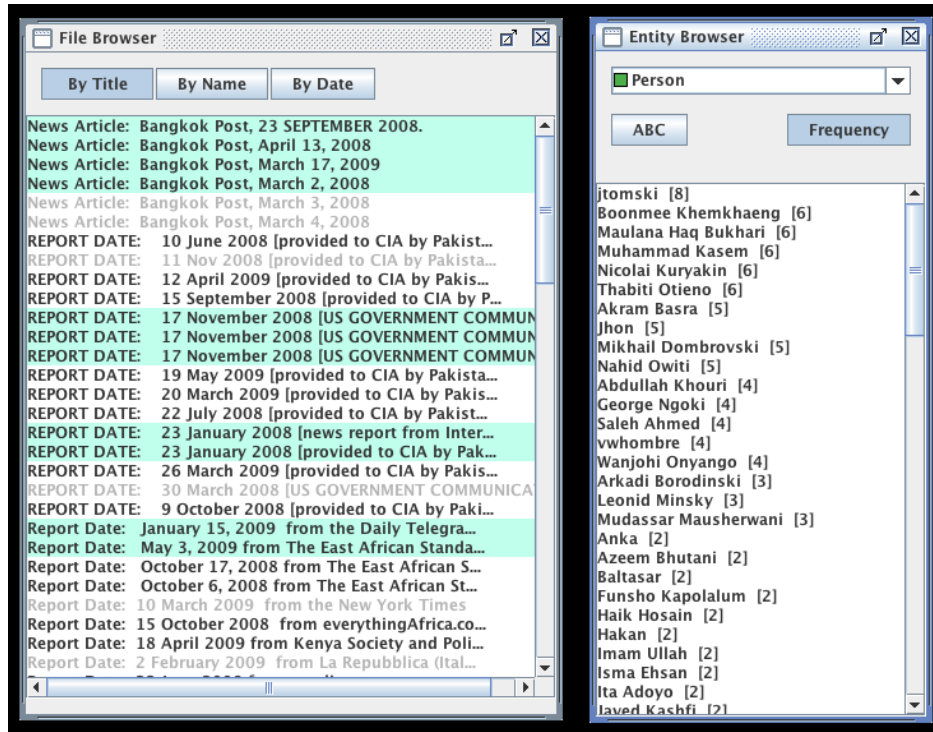 File Browser
By Title By Name By Date
News Article: Bangkok Post, 23 SEPTEMBER 2008.
News Article: Bangkok Post, April 13, 2008
News Article: Bangkok Post, March 17, 2009
News Article: Bangkok Post, March 2, 2008
News Article: Bangkok Post, March 3, 2008
News Article: Bangkok Post, March 4, 2008
REPORT DATE: 10 June 2008 [provided to CIA by Pakist...
REPORT DATE: 11 Nov 2008 [provided to CIA by Pakista...
REPORT DATE: 12 April 2009 [provided to CIA by Pakis...
REPORT DATE: 15 September 2008 [provided to CIA by P...
REPORT DATE: 17 November 2008 [US GOVERNMENT COMMUN
REPORT DATE: 17 November 2008 [US GOVERNMENT COMMUN
REPORT DATE: 17 November 2008 [US GOVERNMENT COMMUN
REPORT DATE: 19 May 2009 [provided to CIA by Pakista...
REPORT DATE: 20 March 2009 [provided to CIA by Pakis...
REPORT DATE: 22 July 2008 [provided to CIA by Pakist...
REPORT DATE: 23 January 2008 [news report from Inter...
REPORT DATE: 23 January 2008 [provided to CIA by Pak...
REPORT DATE: 26 March 2009 [provided to CIA by Pakis...
REPORT DATE: 30 March 2008 [US GOVERNMENT COMMUNICA
REPORT DATE: 9 October 2008 [provided to CIA by Paki...
Report Date: January 15, 2009 from the Daily Telegra...
Report Date: May 3, 2009 from The East African Standa...
Report Date: October 17, 2008 from The East African S...
Report Date: October 6, 2008 from The East African St...
Report Date: 10 March 2009 from the New York Times
Report Date: 15 October 2008 from everythingAfrica.co...
Report Date: 18 April 2009 from Kenya Society and Poli...
Report Date: 2 February 2009 from La Repubblica (Ital...
Entity Browser
Person
ABC Frequency
jtomski [8]
Boonmee Khemkhaeng [6]
Maulana Haq Bukhari [6]
Muhammad Kasem [6]
Nicolai Kuryakin [6]
Thabiti Otieno [6]
Akram Basra [5]
Jhon [5]
Mikhail Dombrovski [5]
Nahid Owiti [5]
Abdullah Khouri [4]
George Ngoki [4]
Saleh Ahmed [4]
vwhombre [4]
Wanjohi Onyango [4]
Arkadi Borodinski [3]
Leonid Minsky [3]
Mudassar Mausherwani [3]
Anka [2]
Azeem Bhutani [2]
Baltasar [2]
Funsho Kapolalum [2]
Haik Hosain [2]
Hakan [2]
Imam Ullah [2]
Isma Ehsan [2]
Ita Adoyo [2]
Javed Kashfi [2]